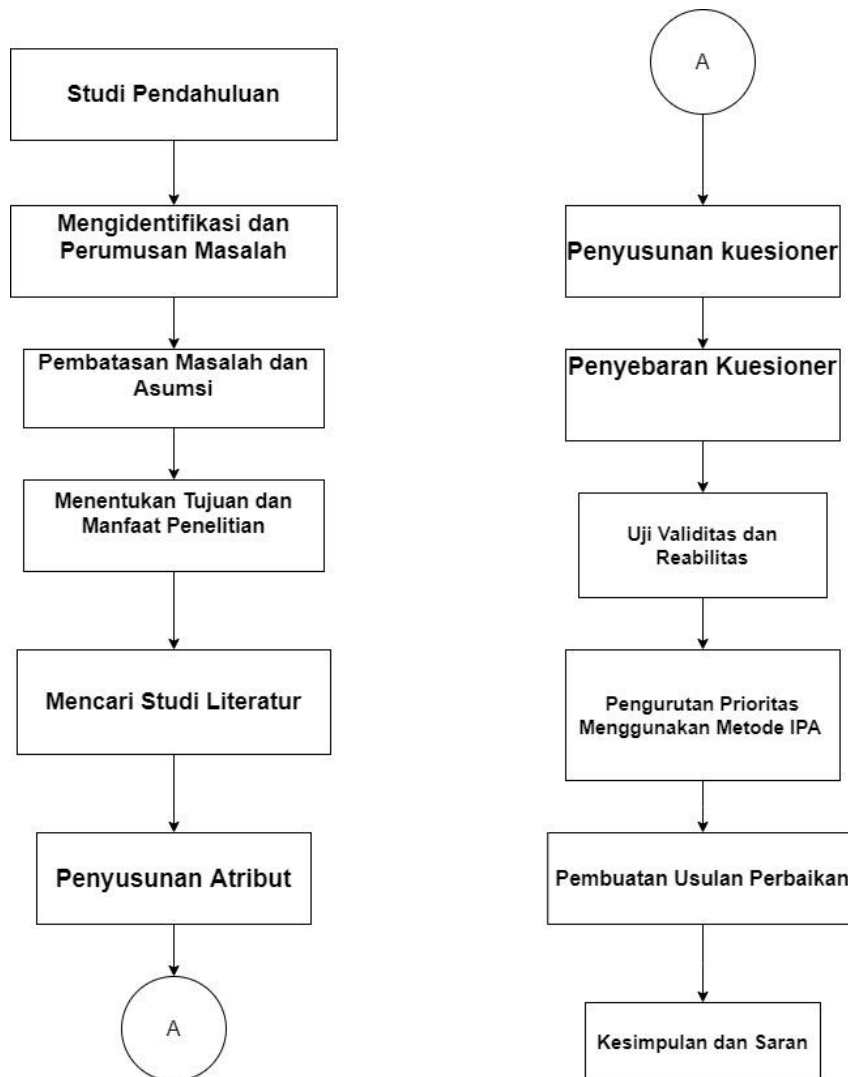 Studi Pendahuluan
Mengidentifikasi dan
Perumusan Masalah
Pembatasan Masalah dan
Asumsi
Menentukan Tujuan dan
Manfaat Penelitian
Mencari Studi Literatur
Penyusunan Atribut
A
A
Penyusunan kuesioner
Penyebaran Kuesioner
Uji Validitas dan
Reabilitas
Pengurutan Prioritas
Menggunakan Metode IPA
Pembuatan Usulan Perbaikan
Kesimpulan dan Saran